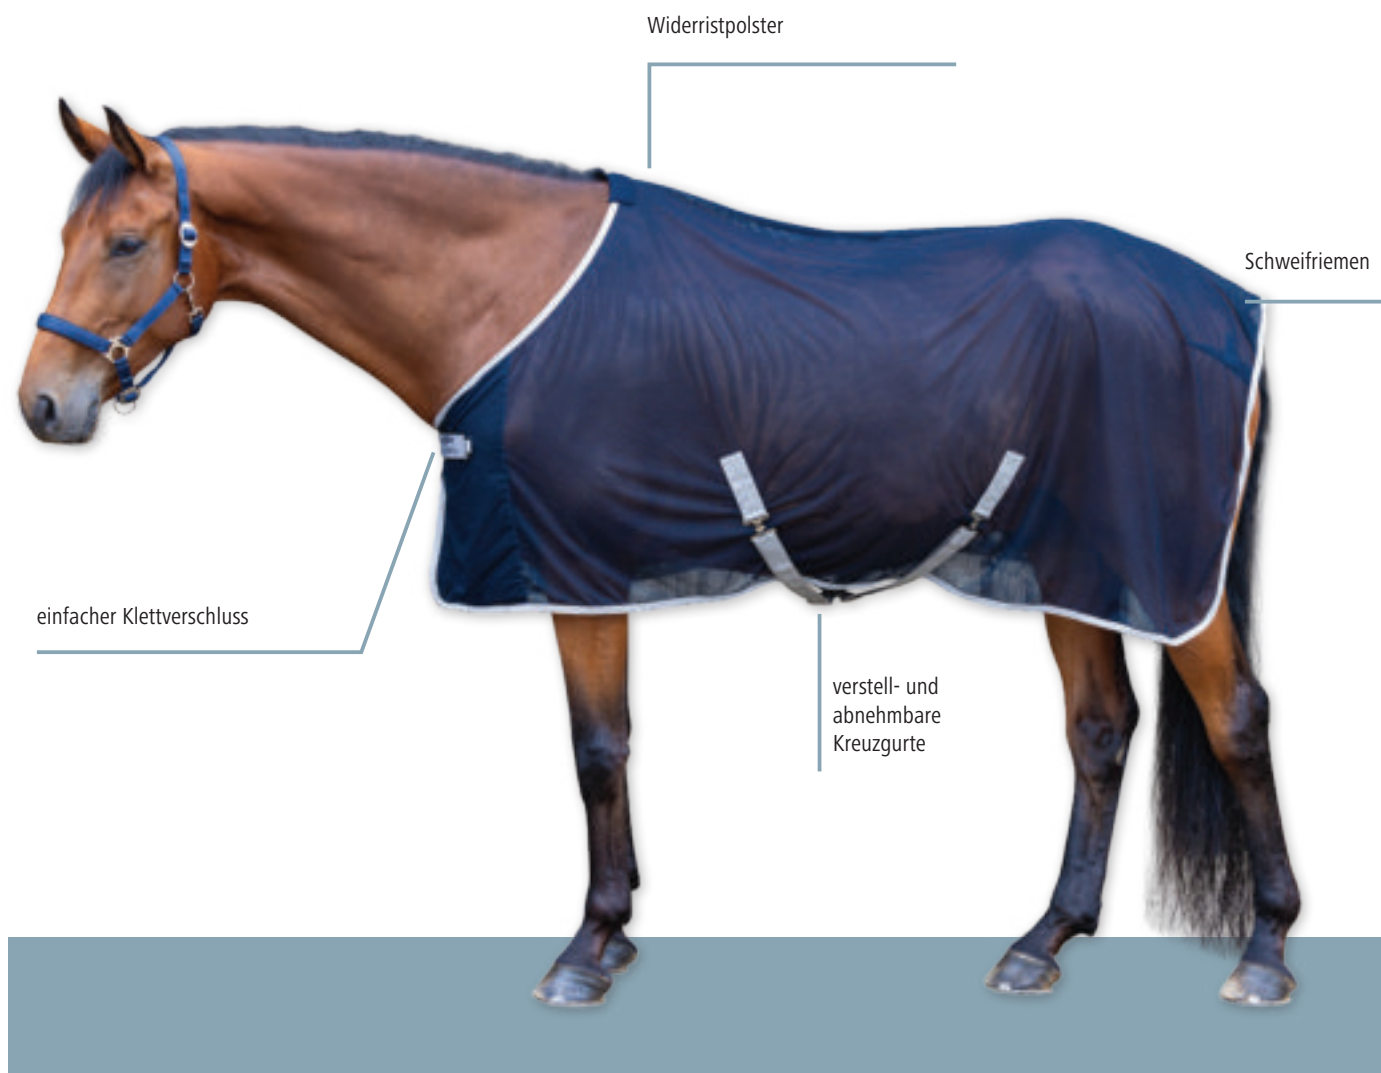 Widerristpolster
Schweifriemen
einfacher Klettverschluss
verstell- und
abnehmbare
Kreuzgurte